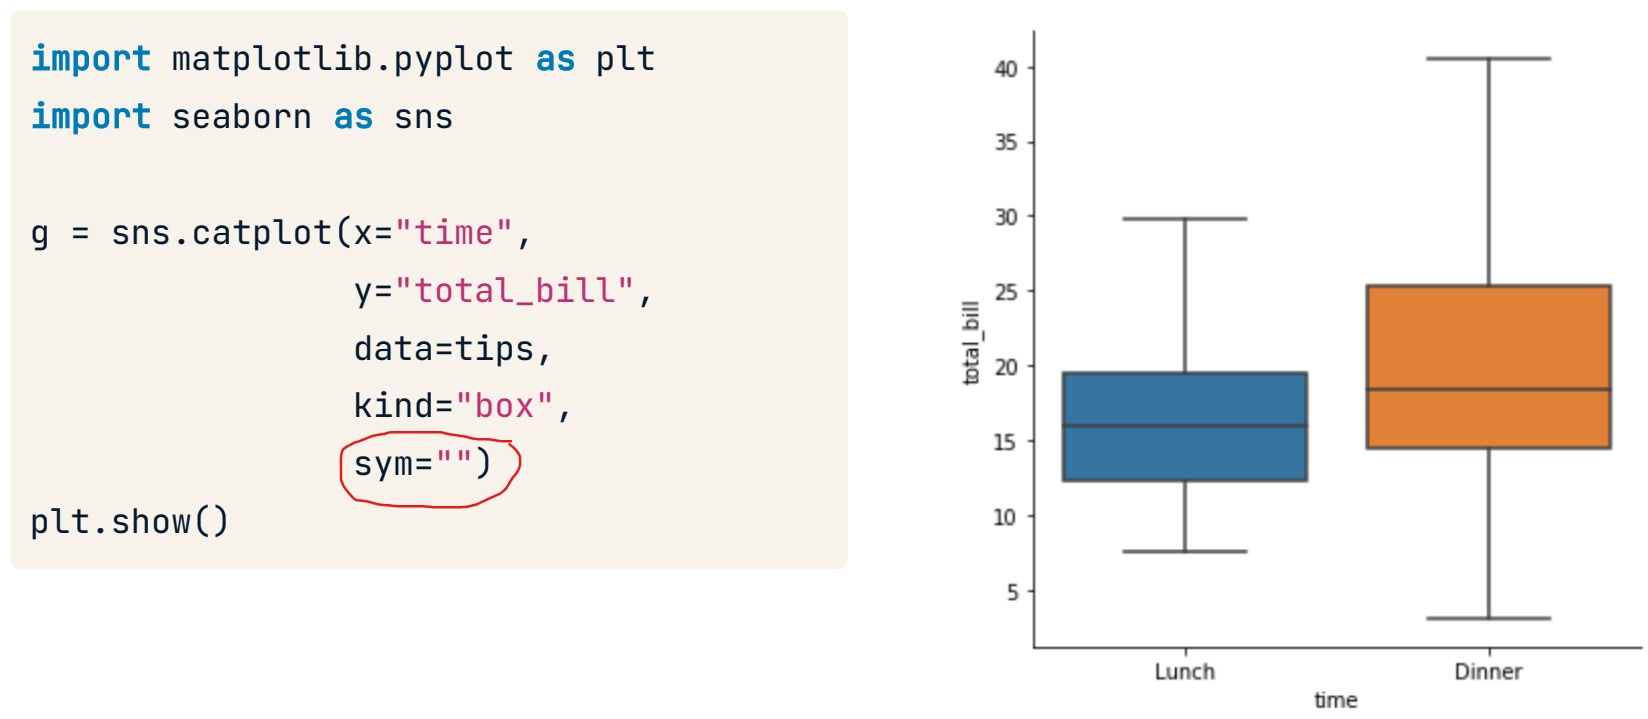 import matplotlib.pyplot as plt
import seaborn as sns
g = sns.catplot(x="time",
y="total_bill",
data=tips,
kind="box",
sym="")
plt.show()
40
35
30
25
20
15
10
5
total_bill
Lunch Dinner
time